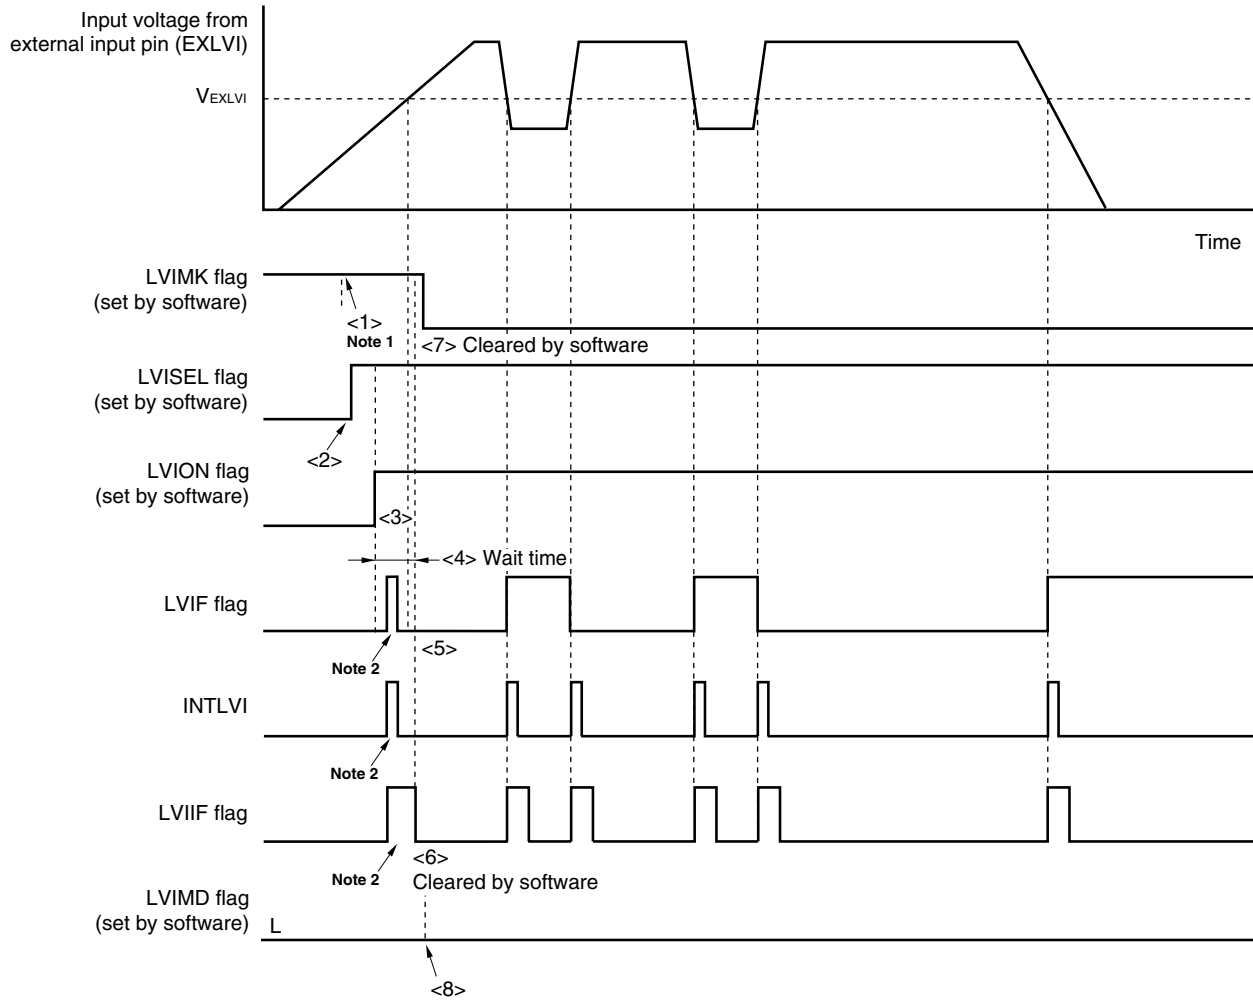 Input voltage from
external input pin (EXLVI)
VEXLVI
Time
LVIMK flag
(set by software)
<1>
Note 1
<7> Cleared by software
LVISEL flag
(set by software)
<2>
LVION flag
(set by software)
<3>
<4> Wait time
LVIF flag
Note 2
<5>
INTLVI
Note 2
LVIIF flag
Note 2
<6>
Cleared by software
LVIMD flag
(set by software)
L
<8>